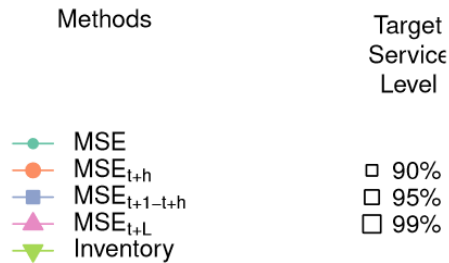 Methods
Target
Service
Level
MSE
MSEt+h
MSEt+1−t+h
MSEt+L
Inventory
90%
95%
99%